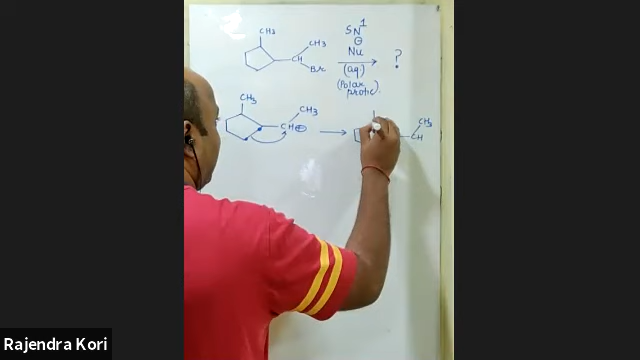 CH3
SN1
CH3
⊖
Nu
CH
Br
(aq.)
?
(Polar
protic).
CH3
CH3
CH⊕
CH3
CH
Rajendra Kori